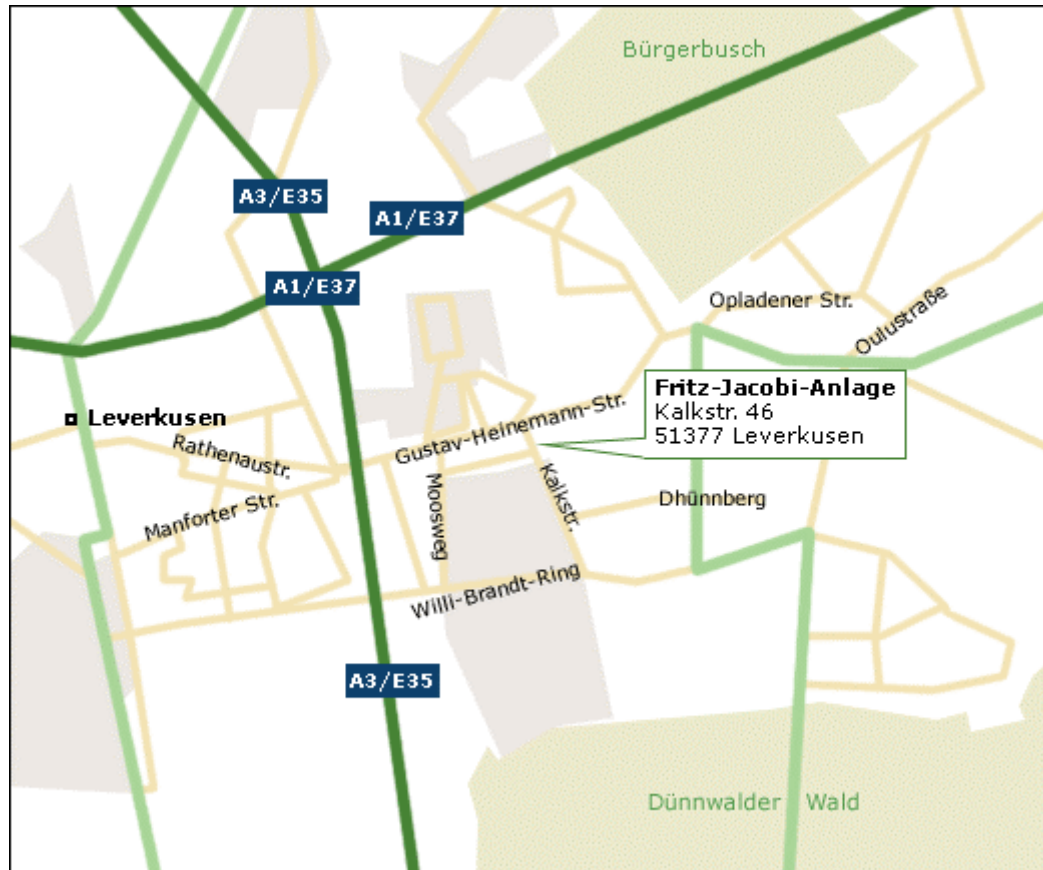 Bürgerbusch
A3/E35
A1/E37
A1/E37
Opladener Str.
Oulustraße
Fritz-Jacobi-Anlage
Kalkstr. 46
51377 Leverkusen
Leverkusen
Gustav-Heinemann-Str.
Rathenaustr.
Manforter Str.
Moosweg
Kalkstr.
Dhünnberg
Willi-Brandt-Ring
A3/E35
Dünnwalder Wald